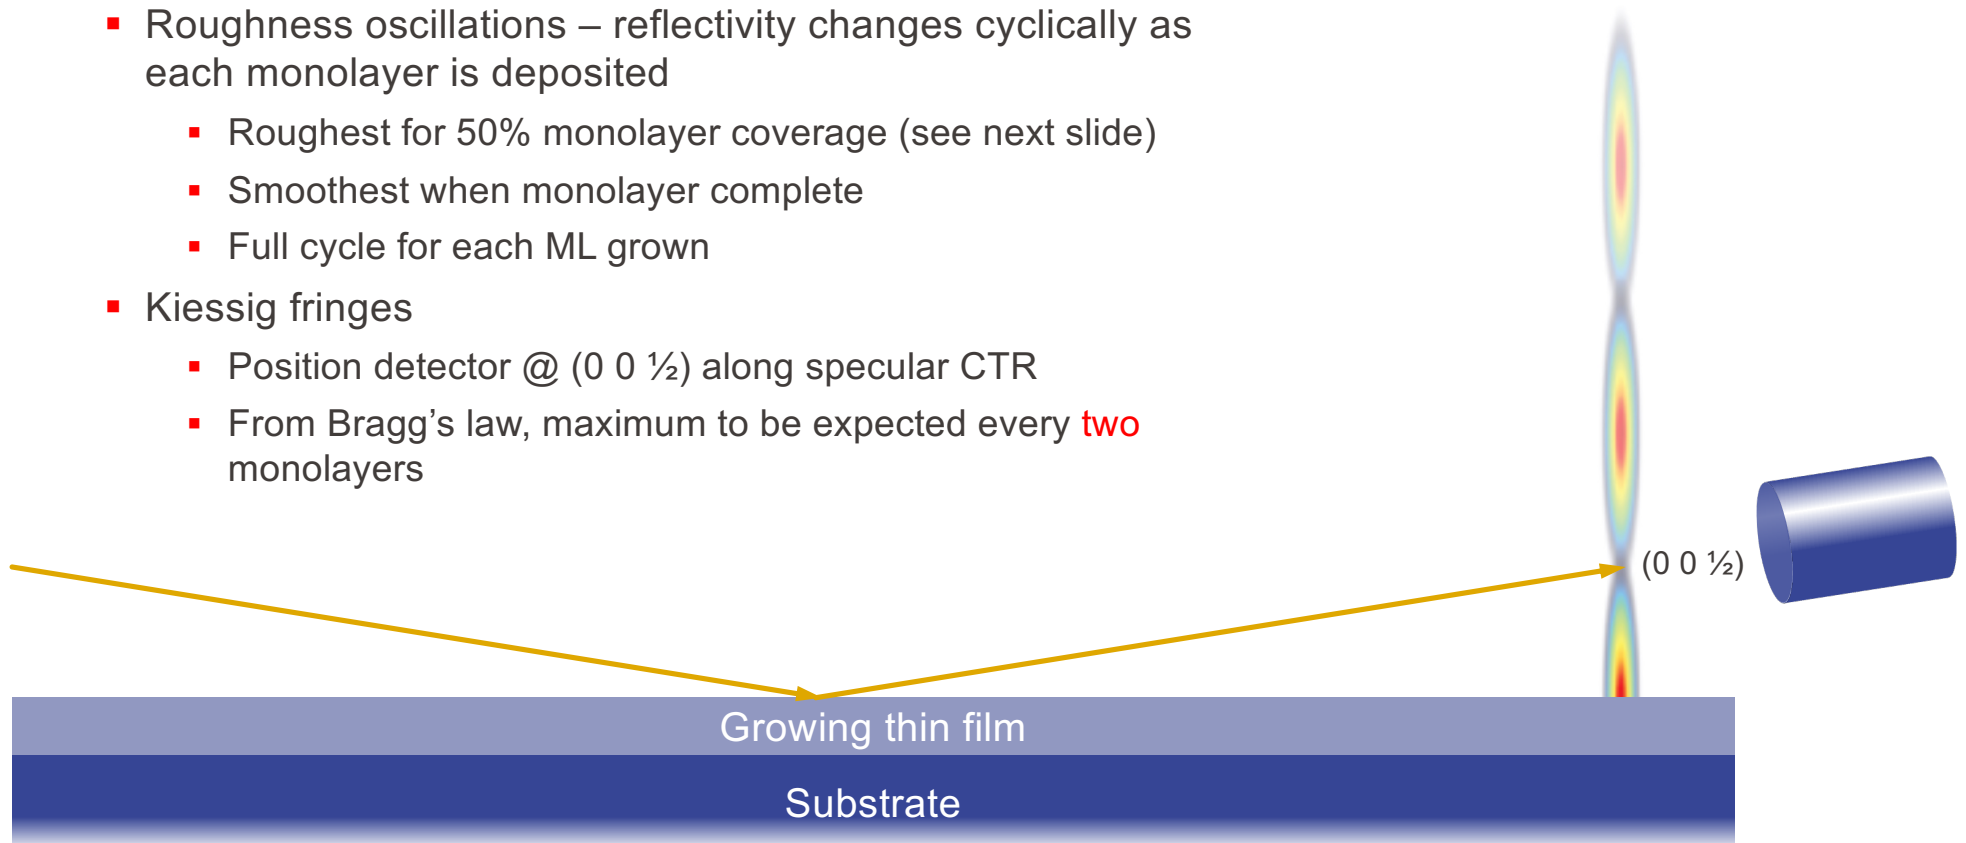 ▪ Roughness oscillations – reflectivity changes cyclically as
each monolayer is deposited
▪ Roughest for 50% monolayer coverage (see next slide)
▪ Smoothest when monolayer complete
▪ Full cycle for each ML grown
▪ Kiessig fringes
▪ Position detector @ (0 0 ½) along specular CTR
▪ From Bragg’s law, maximum to be expected every two
monolayers
(0 0 ½)
Growing thin film
Substrate